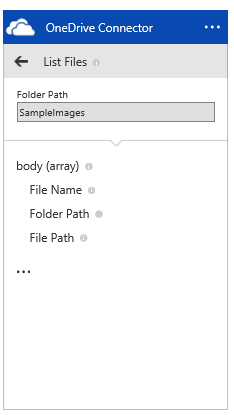 OneDrive Connector
List Files
Folder Path
SampleImages
body (array)
File Name
Folder Path
File Path
...